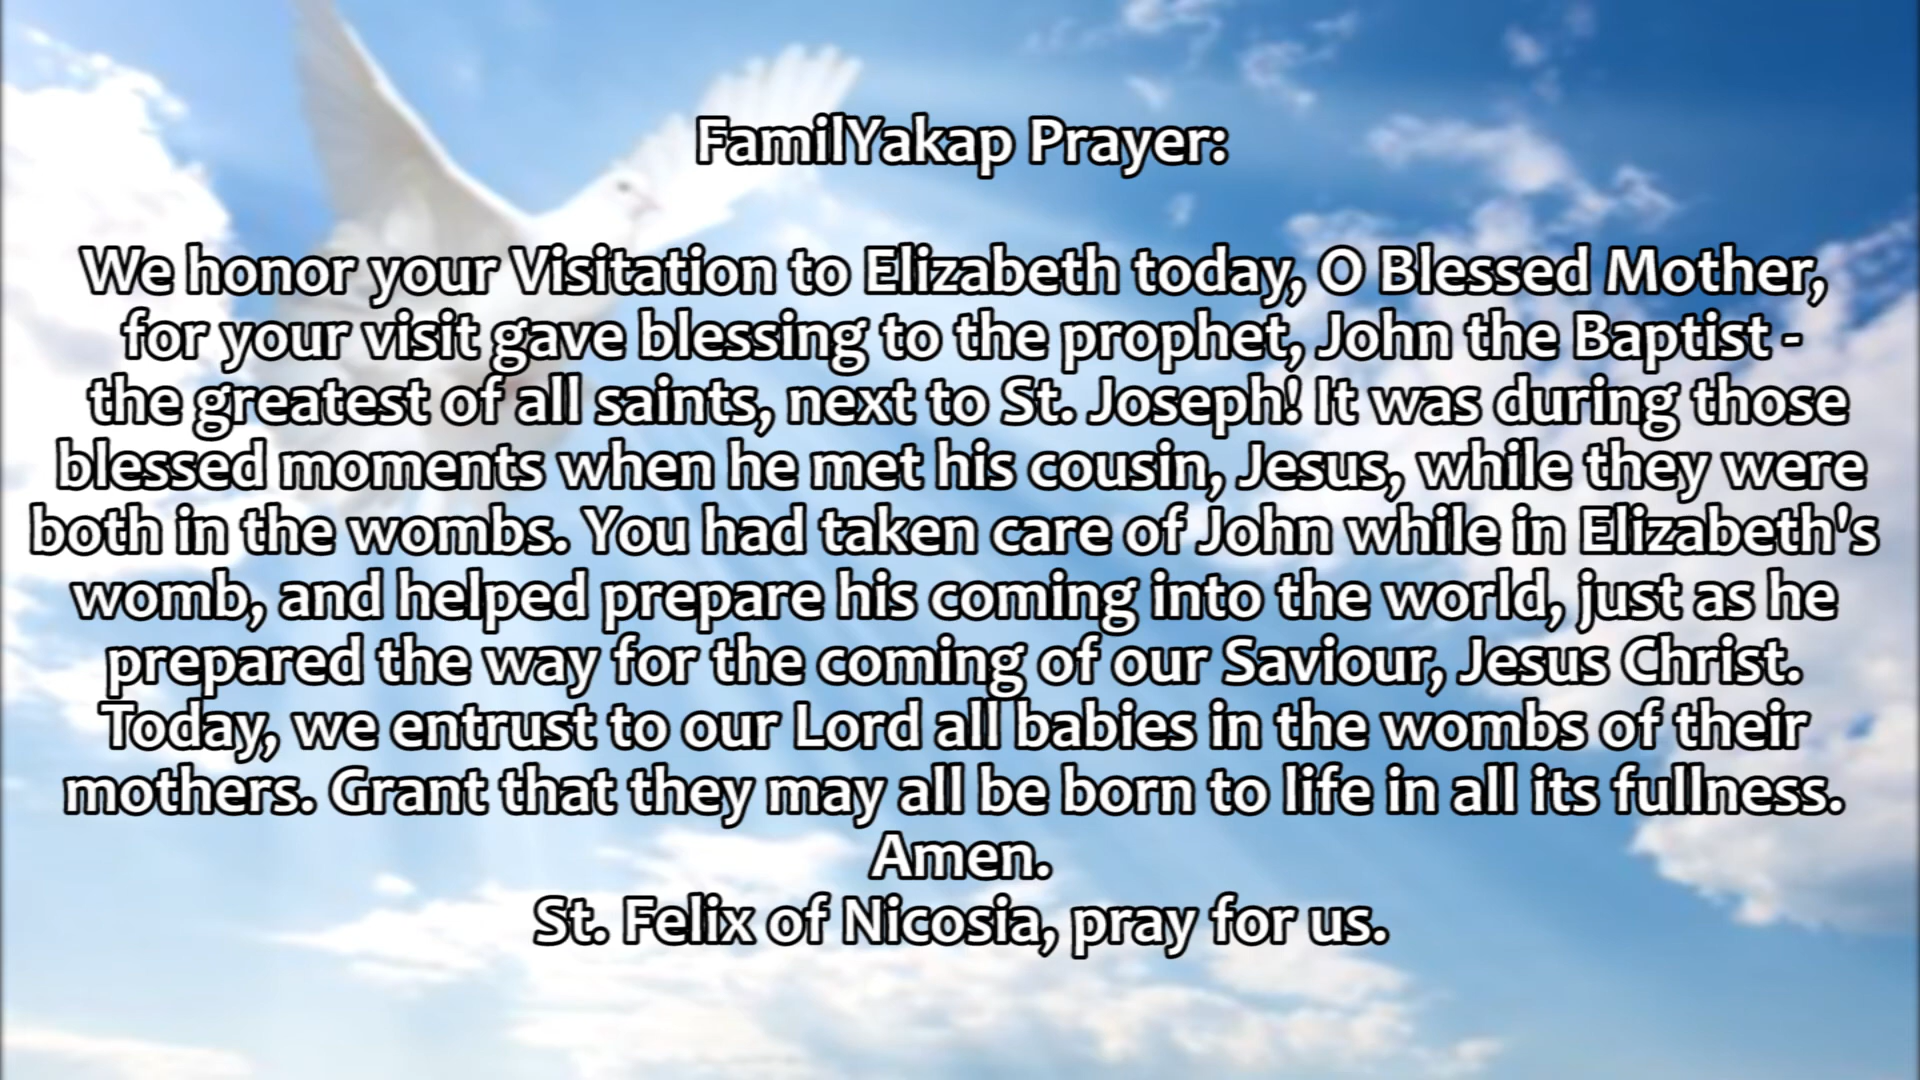 FamilYakap Prayer:
We honor your Visitation to Elizabeth today, O Blessed Mother,
for your visit gave blessing to the prophet, John the Baptist -
the greatest of all saints, next to St. Joseph! It was during those
blessed moments when he met his cousin, Jesus, while they were
both in the wombs. You had taken care of John while in Elizabeth's
womb, and helped prepare his coming into the world, just as he
prepared the way for the coming of our Saviour, Jesus Christ.
Today, we entrust to our Lord all babies in the wombs of their
mothers. Grant that they may all be born to life in all its fullness.
Amen.
St. Felix of Nicosia, pray for us.